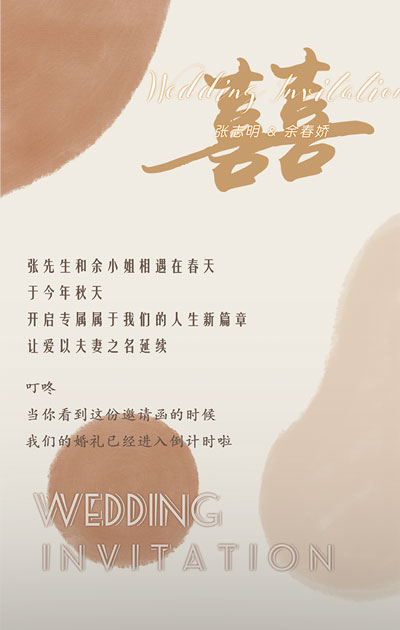 Wedding Invitation
囍
张志明 & 余春娇
张先生和余小姐相遇在春天
于今年秋天
开启专属属于我们的人生新篇章
让爱以夫妻之名延续
叮咚
当你看到这份邀请函的时候
我们的婚礼已经进入倒计时啦
WEDDING
INVITATION